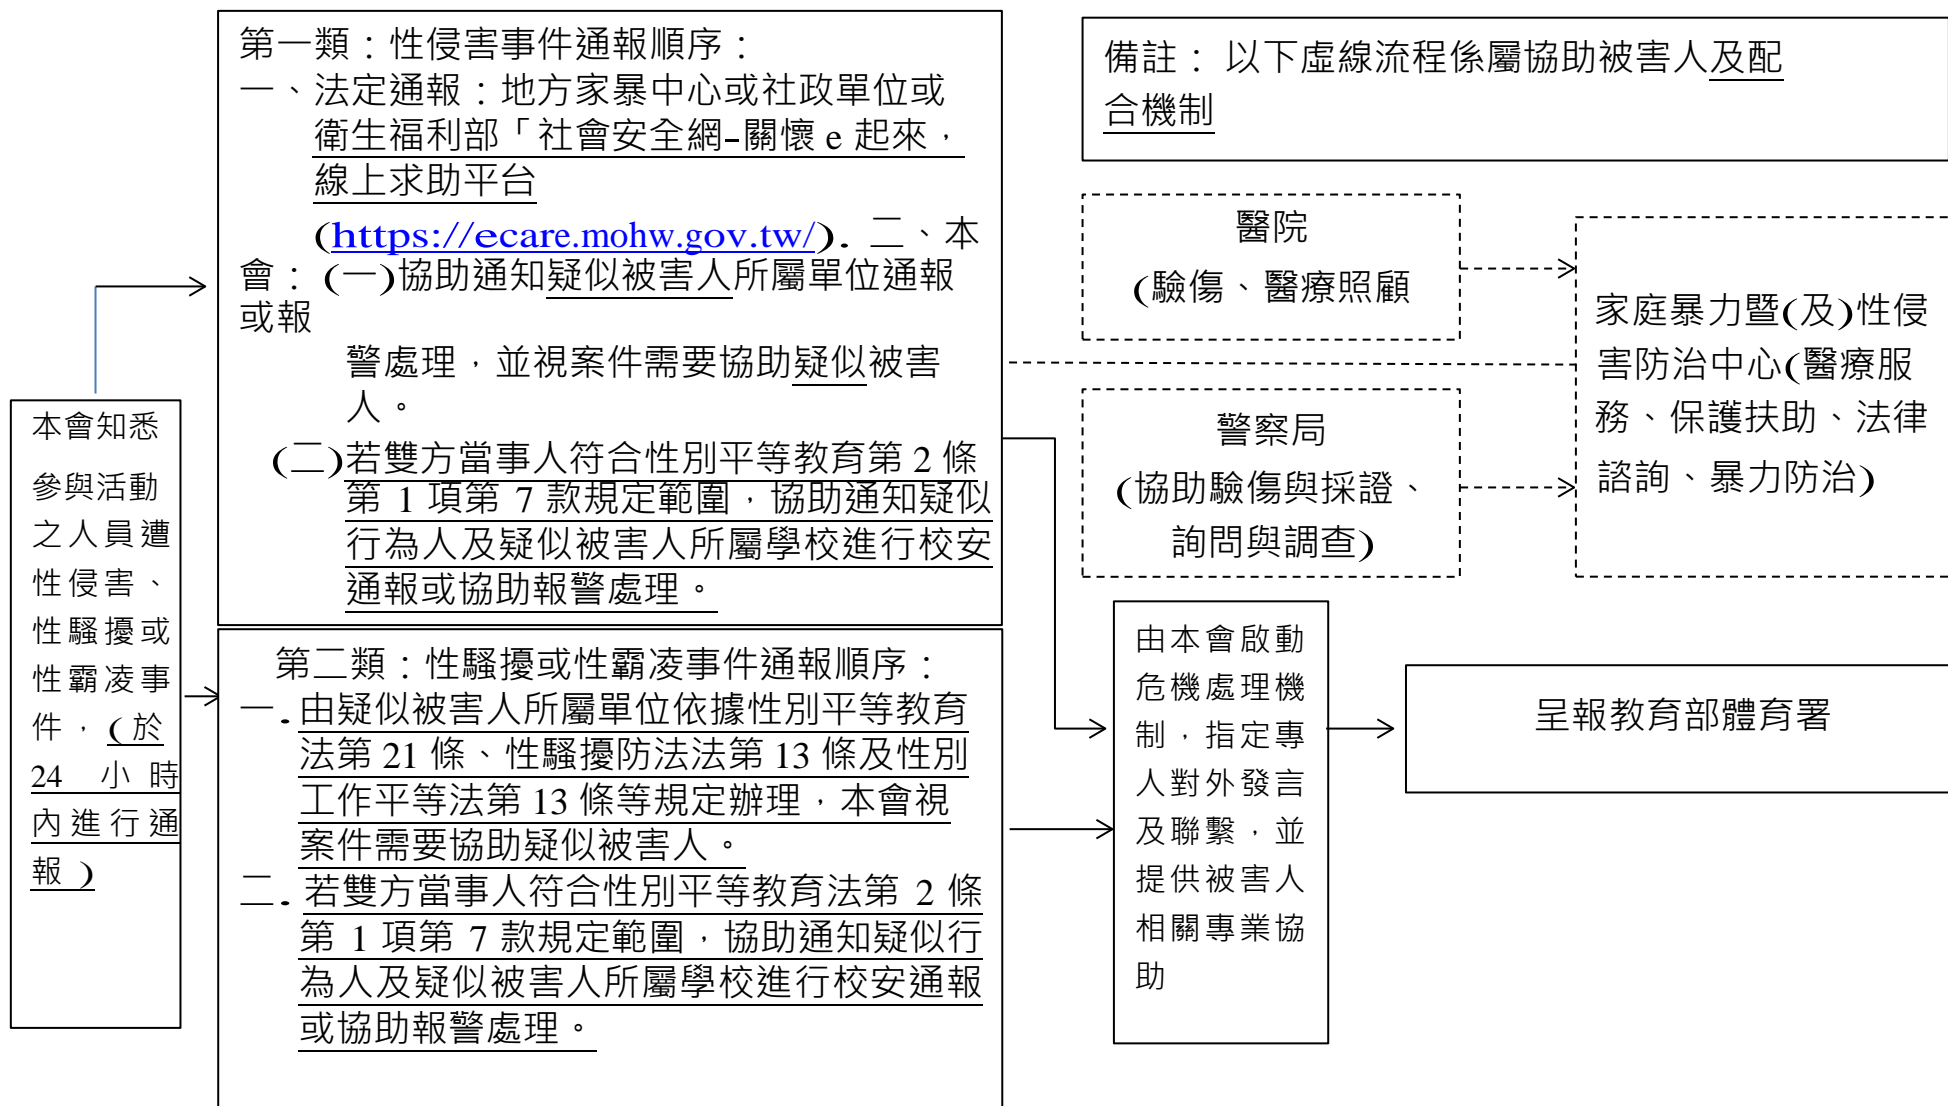 第一類：性侵害事件通報順序：
一、法定通報：地方家暴中心或社政單位或
衛生福利部「社會安全網-關懷 e 起來，
線上求助平台
(https://ecare.mohw.gov.tw/). 二、本
會： (一)協助通知疑似被害人所屬單位通報
或報
警處理，並視案件需要協助疑似被害
人。
(二)若雙方當事人符合性別平等教育第 2 條
第 1 項第 7 款規定範圍，協助通知疑似
行為人及疑似被害人所屬學校進行校安
通報或協助報警處理。
備註： 以下虛線流程係屬協助被害人及配
合機制
醫院
(驗傷、醫療照顧
警察局
(協助驗傷與採證、
詢問與調查)
家庭暴力暨(及)性侵
害防治中心(醫療服
務、保護扶助、法律
諮詢、暴力防治)
本會知悉
參與活動
之人員遭
性侵害、
性騷擾或
性霸凌事
件，(於
24 小時
內進行通
報)
第二類：性騷擾或性霸凌事件通報順序：
一. 由疑似被害人所屬單位依據性別平等教育
法第 21 條、性騷擾防法法第 13 條及性別
工作平等法第 13 條等規定辦理，本會視
案件需要協助疑似被害人。
二. 若雙方當事人符合性別平等教育法第 2 條
第 1 項第 7 款規定範圍，協助通知疑似行
為人及疑似被害人所屬學校進行校安通報
或協助報警處理。
由本會啟動
危機處理機
制，指定專
人對外發言
及聯繫，並
提供被害人
相關專業協
助
呈報教育部體育署